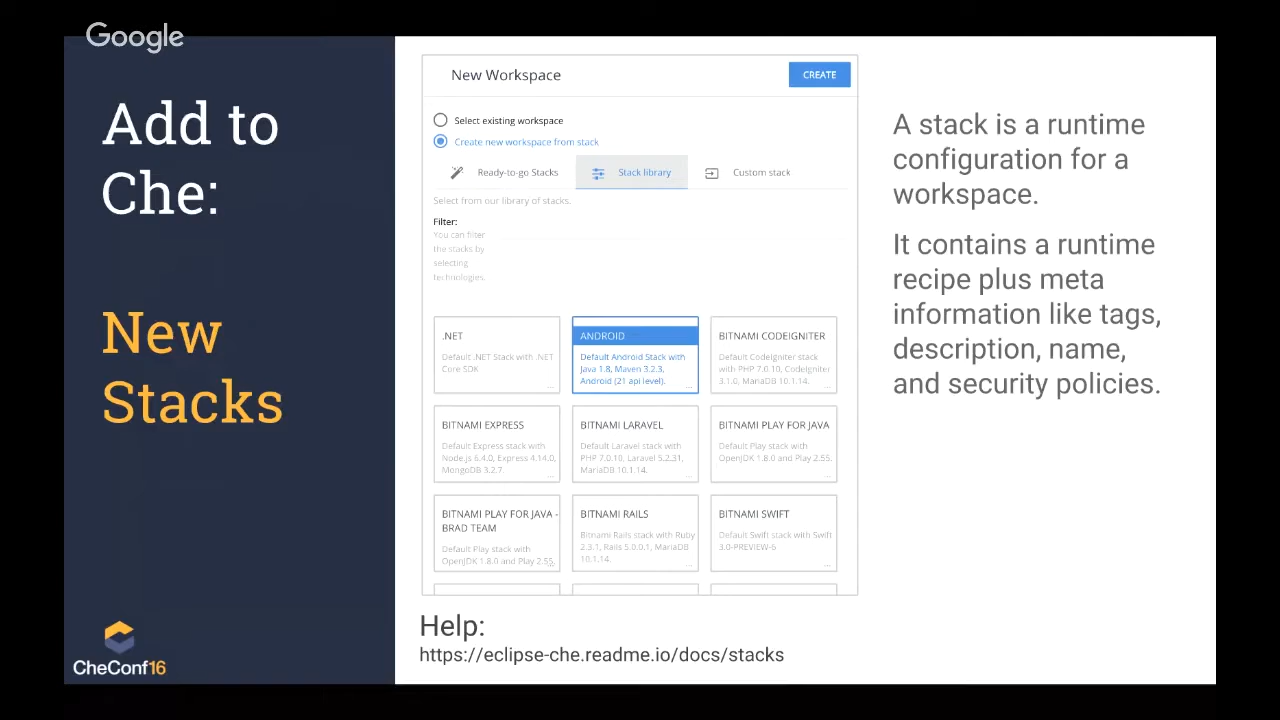 Google
Add to
Che:
New
Stacks
CheConf16
New Workspace
CREATE
Select existing workspace
Create new workspace from stack
Ready-to-go Stacks
Stack library
Custom stack
Select from our library of stacks.
Filter:
You can filter
the stacks by
selecting
technologies.
.NET
Default .NET Stack with .NET
Core SDK
...
ANDROID
Default Android Stack with
Java 1.8, Maven 3.2.3,
Android (21 api level).
...
BITNAMI CODEIGNITER
Default Codeigniter stack
with PHP 7.0.10, Codeigniter
3.1.0, MariaDB 10.1.14.
...
BITNAMI EXPRESS
Default Express stack with
Node.js 6.4.0, Express 4.14.0,
MongoDB 3.2.7.
...
BITNAMI LARAVEL
Default Laravel stack with
PHP 7.0.10, Laravel 5.2.31,
MariaDB 10.1.14.
...
BITNAMI PLAY FOR JAVA
Default Play stack with
OpenJDK 1.8.0 and Play 2.55.
...
BITNAMI PLAY FOR JAVA -
BRAD TEAM
Default Play stack with
OpenJDK 1.8.0 and Play 2.55.
...
BITNAMI RAILS
Bitnami Rails stack with Ruby
2.3.1, Rails 5.0.0.1, MariaDB
10.1.14.
...
BITNAMI SWIFT
Default Swift stack with Swift
3.0-PREVIEW-6
...
Help:
https://eclipse-che.readme.io/docs/stacks
A stack is a runtime
configuration for a
workspace.
It contains a runtime
recipe plus meta
information like tags,
description, name,
and security policies.